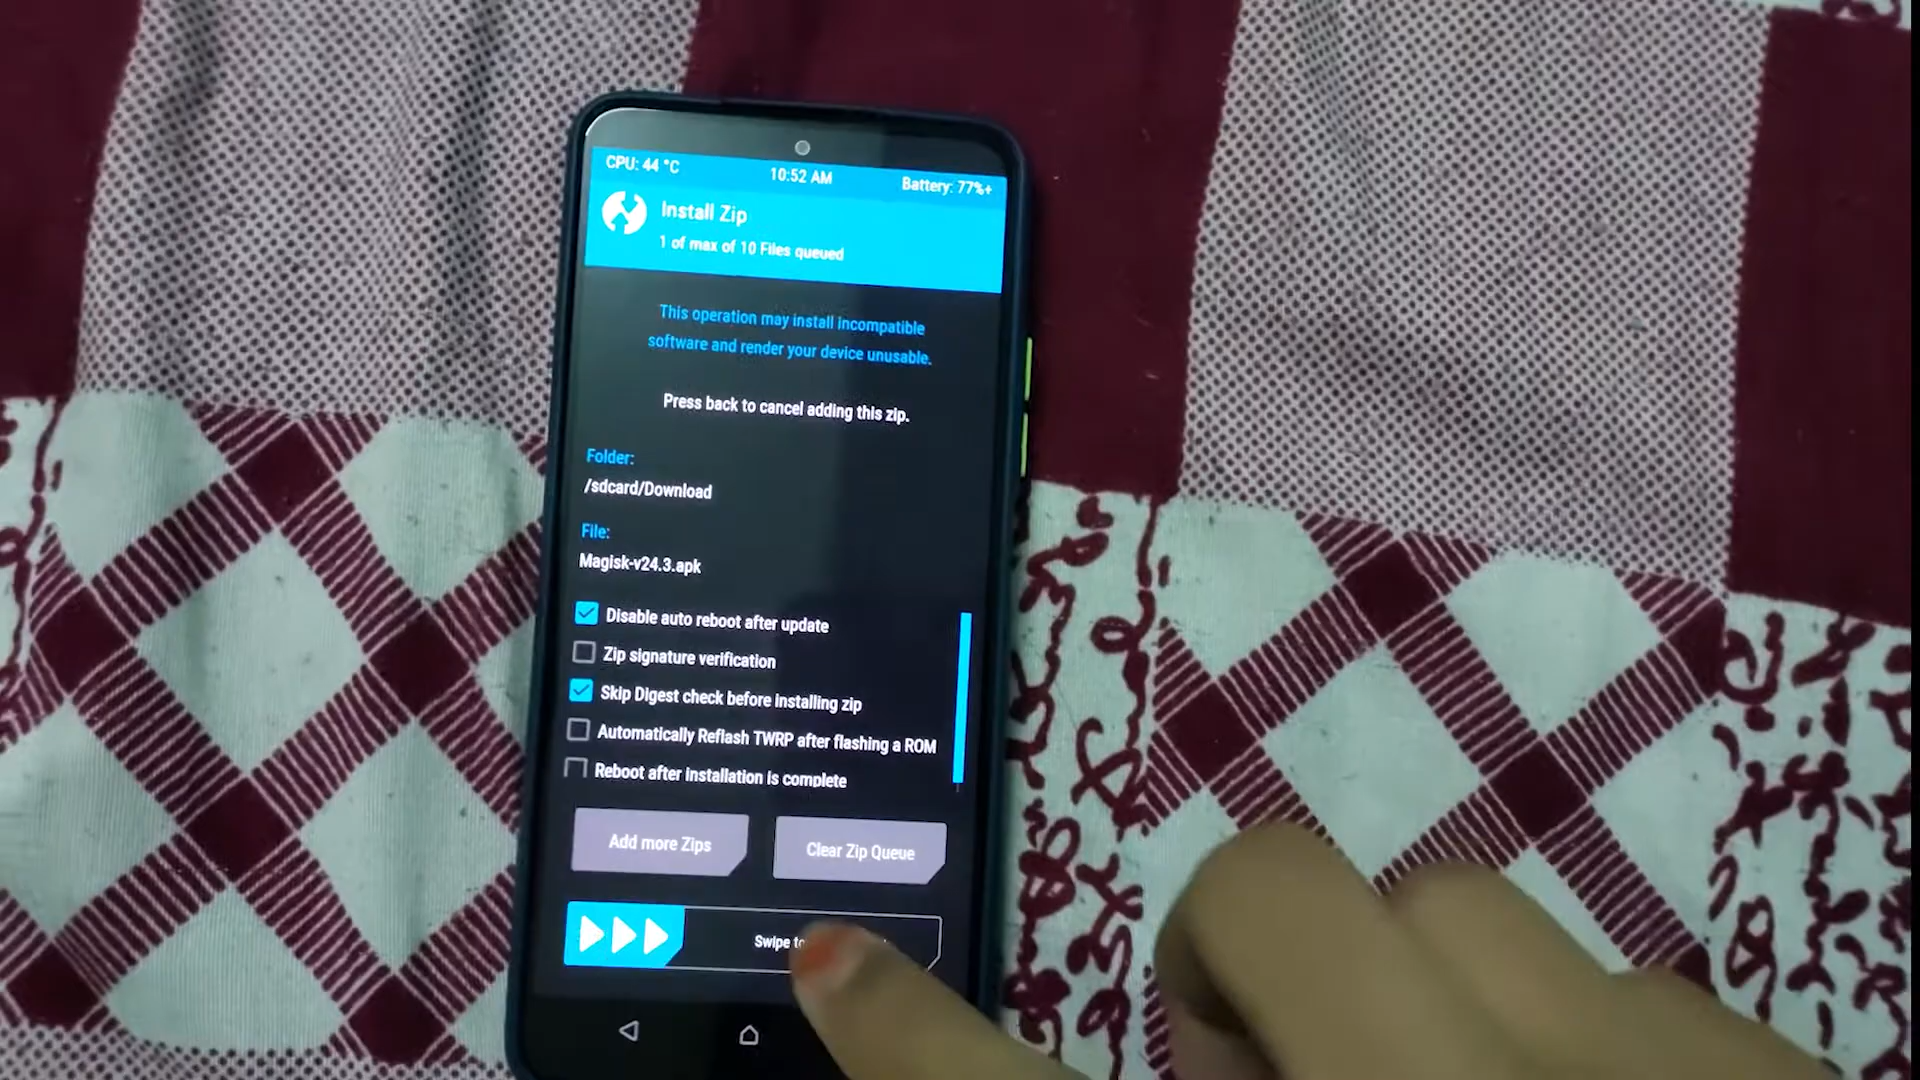 CPU: 44 °C
10:52 AM
Battery: 77%+
Install Zip
1 of max of 10 Files queued
This operation may install incompatible
software and render your device unusable.
Press back to cancel adding this zip.
Folder:
/sdcard/Download
File:
Magisk-v24.3.apk
Disable auto reboot after update
Zip signature verification
Skip Digest check before installing zip
Automatically Reflash TWRP after flashing a ROM
Reboot after installation is complete
Add more Zips
Clear Zip Queue
Swipe